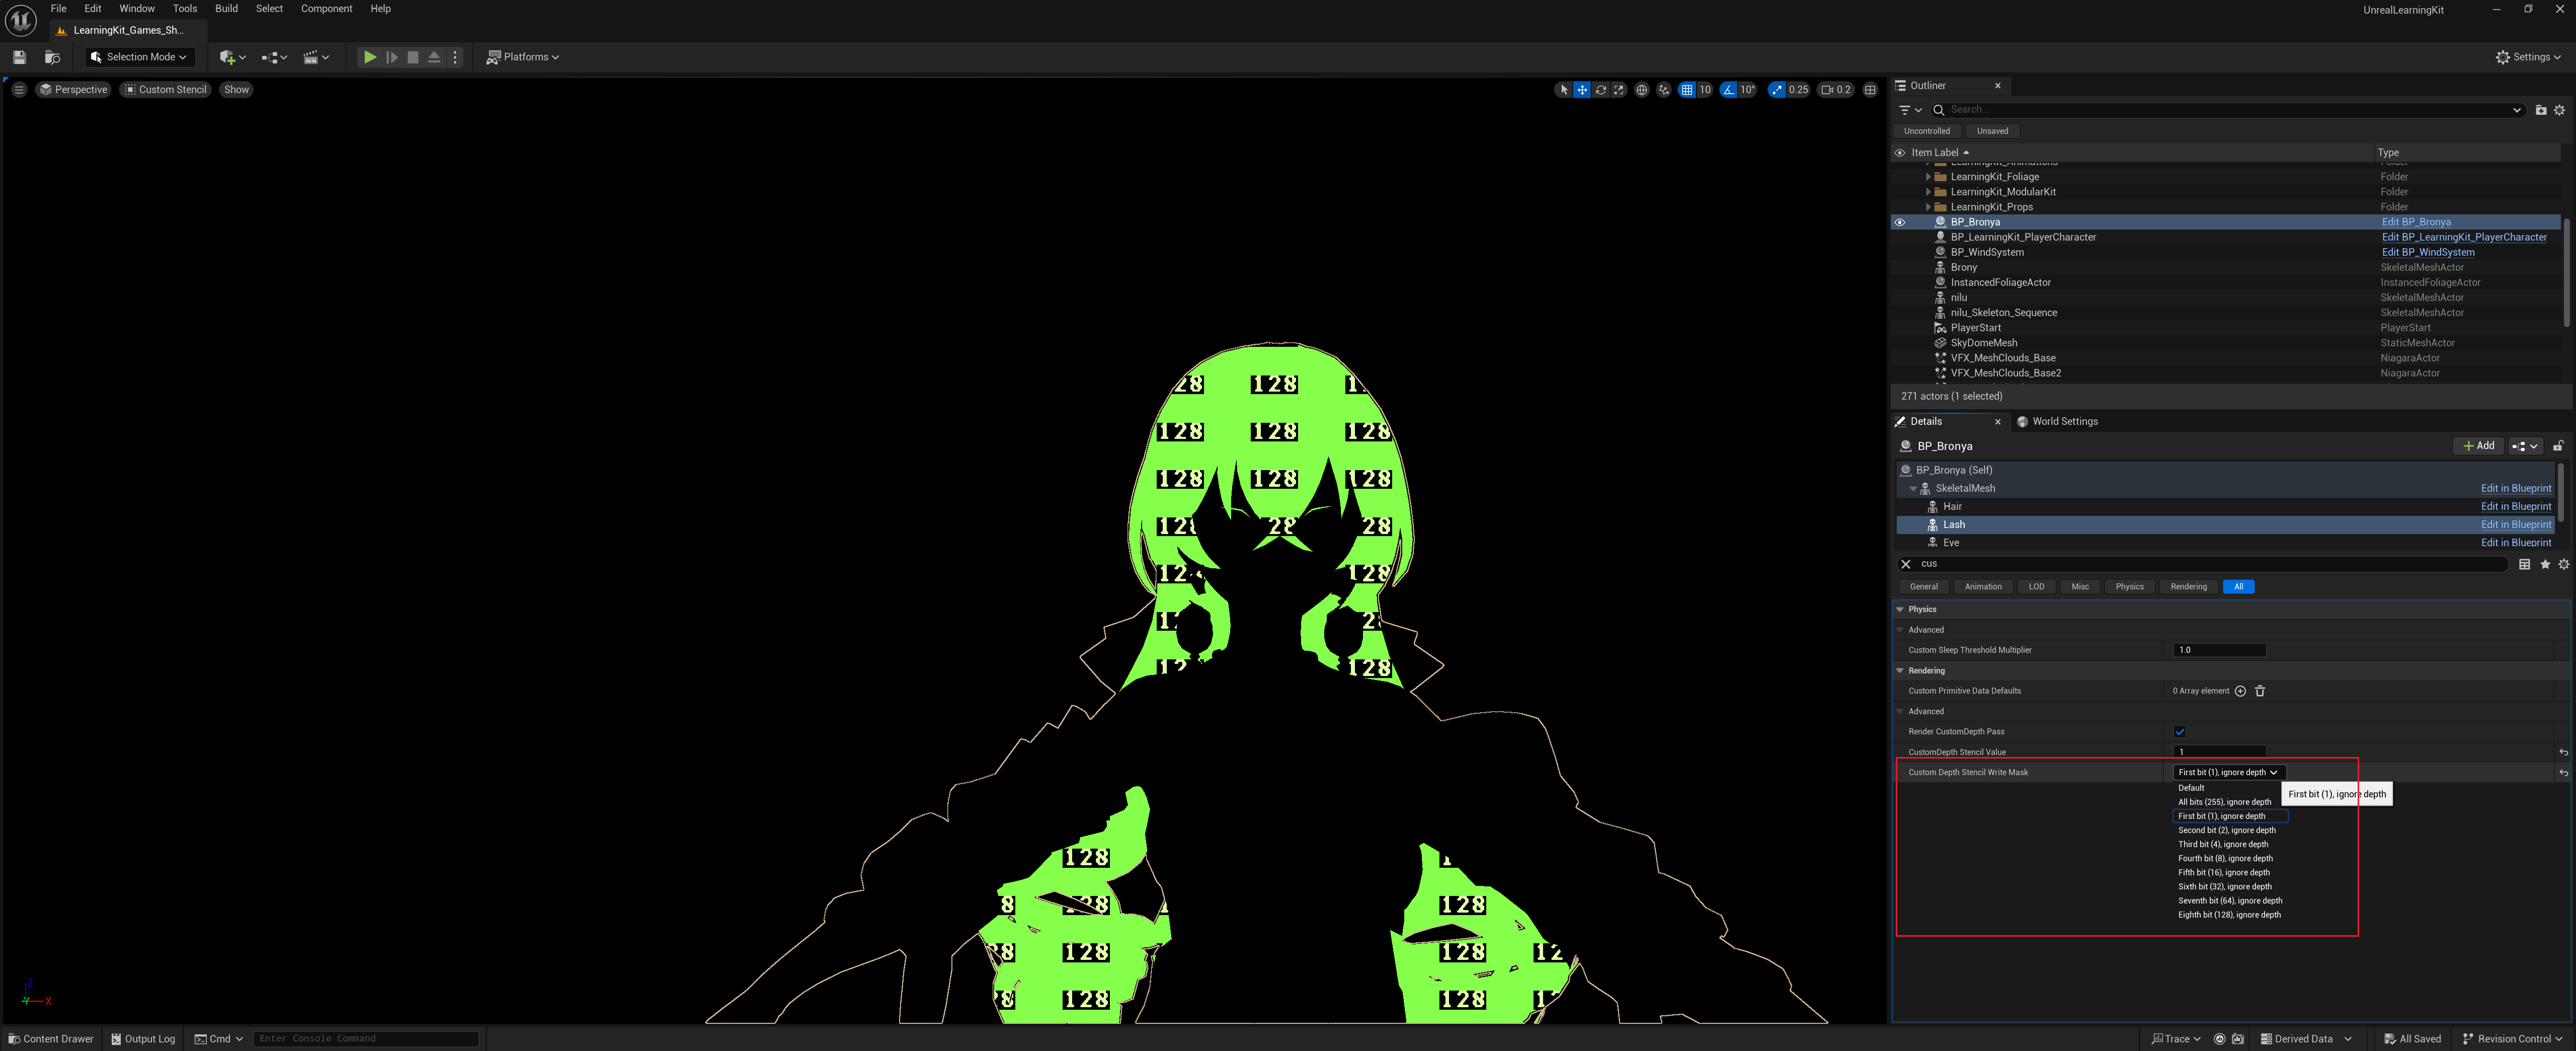 File Edit Window Tools Build Select Component Help
UnrealLearningKit
LearningKit_Games_Sh...
Selection Mode
Platforms
Settings
Perspective Custom Stencil Show
10 10° 0.25 0.2
128 128
128 128 128
128 128 128
128
128
128
128
128 128
128 128
128
Outliner
Search...
Uncontrolled Unsaved
Item Label Type
LearningKit_Animations Folder
LearningKit_Foliage Folder
LearningKit_ModularKit Folder
LearningKit_Props Folder
BP_Bronya Edit BP_Bronya
BP_LearningKit_PlayerCharacter Edit BP_LearningKit_PlayerCharacter
BP_WindSystem Edit BP_WindSystem
Brony SkeletalMeshActor
InstancedFoliageActor InstancedFoliageActor
nilu SkeletalMeshActor
nilu_Skeleton_Sequence SkeletalMeshActor
PlayerStart PlayerStart
SkyDomeMesh StaticMeshActor
VFX_MeshClouds_Base NiagaraActor
VFX_MeshClouds_Base2 NiagaraActor
271 actors (1 selected)
Details World Settings
BP_Bronya Add
BP_Bronya (Self)
SkeletalMesh Edit in Blueprint
Hair Edit in Blueprint
Lash Edit in Blueprint
Eye Edit in Blueprint
cus
General Animation LOD Misc Physics Rendering All
Physics
Advanced
Custom Sleep Threshold Multiplier 1.0
Rendering
Custom Primitive Data Defaults 0 Array element
Advanced
Render CustomDepth Pass
CustomDepth Stencil Value 1
Custom Depth Stencil Write Mask First bit (1), ignore depth
Default
First bit (1), ignore depth
All bits (255), ignore depth
First bit (1), ignore depth
Second bit (2), ignore depth
Third bit (4), ignore depth
Fourth bit (8), ignore depth
Fifth bit (16), ignore depth
Sixth bit (32), ignore depth
Seventh bit (64), ignore depth
Eighth bit (128), ignore depth
Z
X
Content Drawer Output Log Cmd Enter Console Command
Trace Derived Data All Saved Revision Control